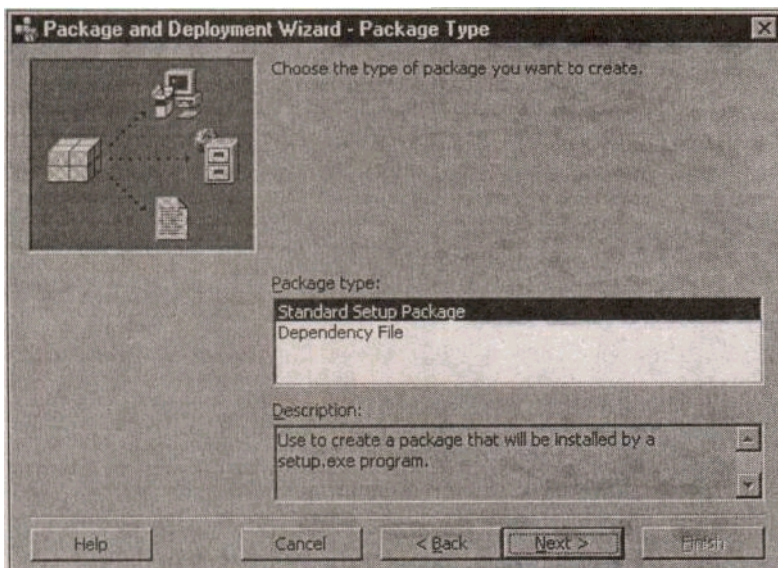 Package and Deployment Wizard - Package Type
Choose the type of package you want to create.
Package type:
Standard Setup Package
Dependency File
Description:
Use to create a package that will be installed by a
setup.exe program.
Help
Cancel
< Back
Next >
Finish